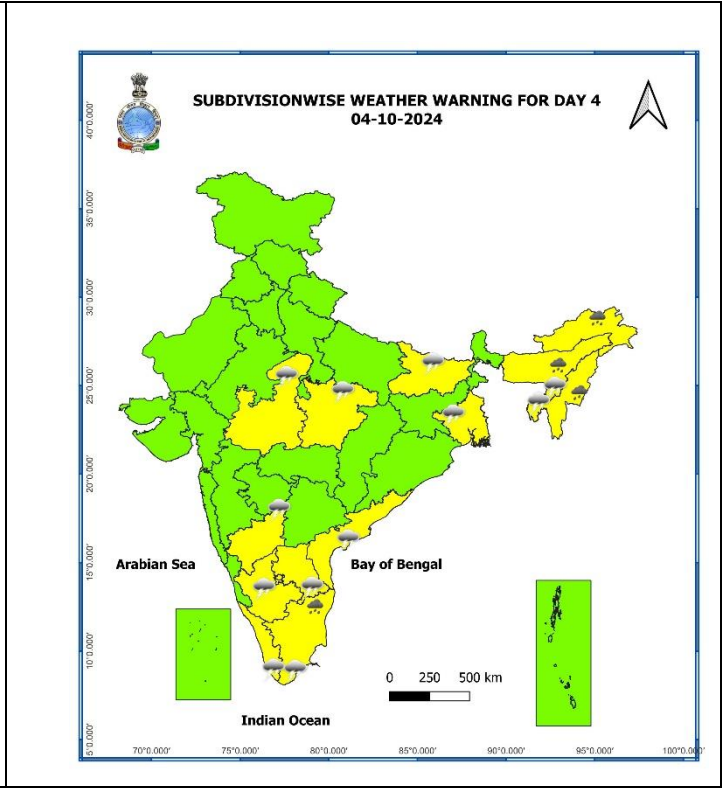 SUBDIVISIONWISE WEATHER WARNING FOR DAY 4
04-10-2024
40°0.000'
35°0.000'
30°0.000'
25°0.000'
20°0.000'
15°0.000'
10°0.000'
5°0.000'
Arabian Sea
Bay of Bengal
0 250 500 km
Indian Ocean
70°0.000' 75°0.000' 80°0.000' 85°0.000' 90°0.000' 95°0.000' 100°0.000'